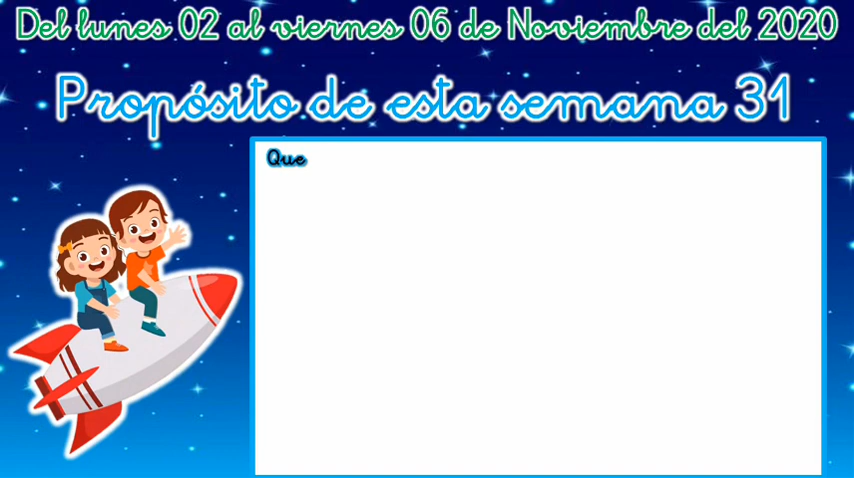 Del lunes 02 al viernes 06 de Noviembre del 2020
Propósito de esta semana 31
Que